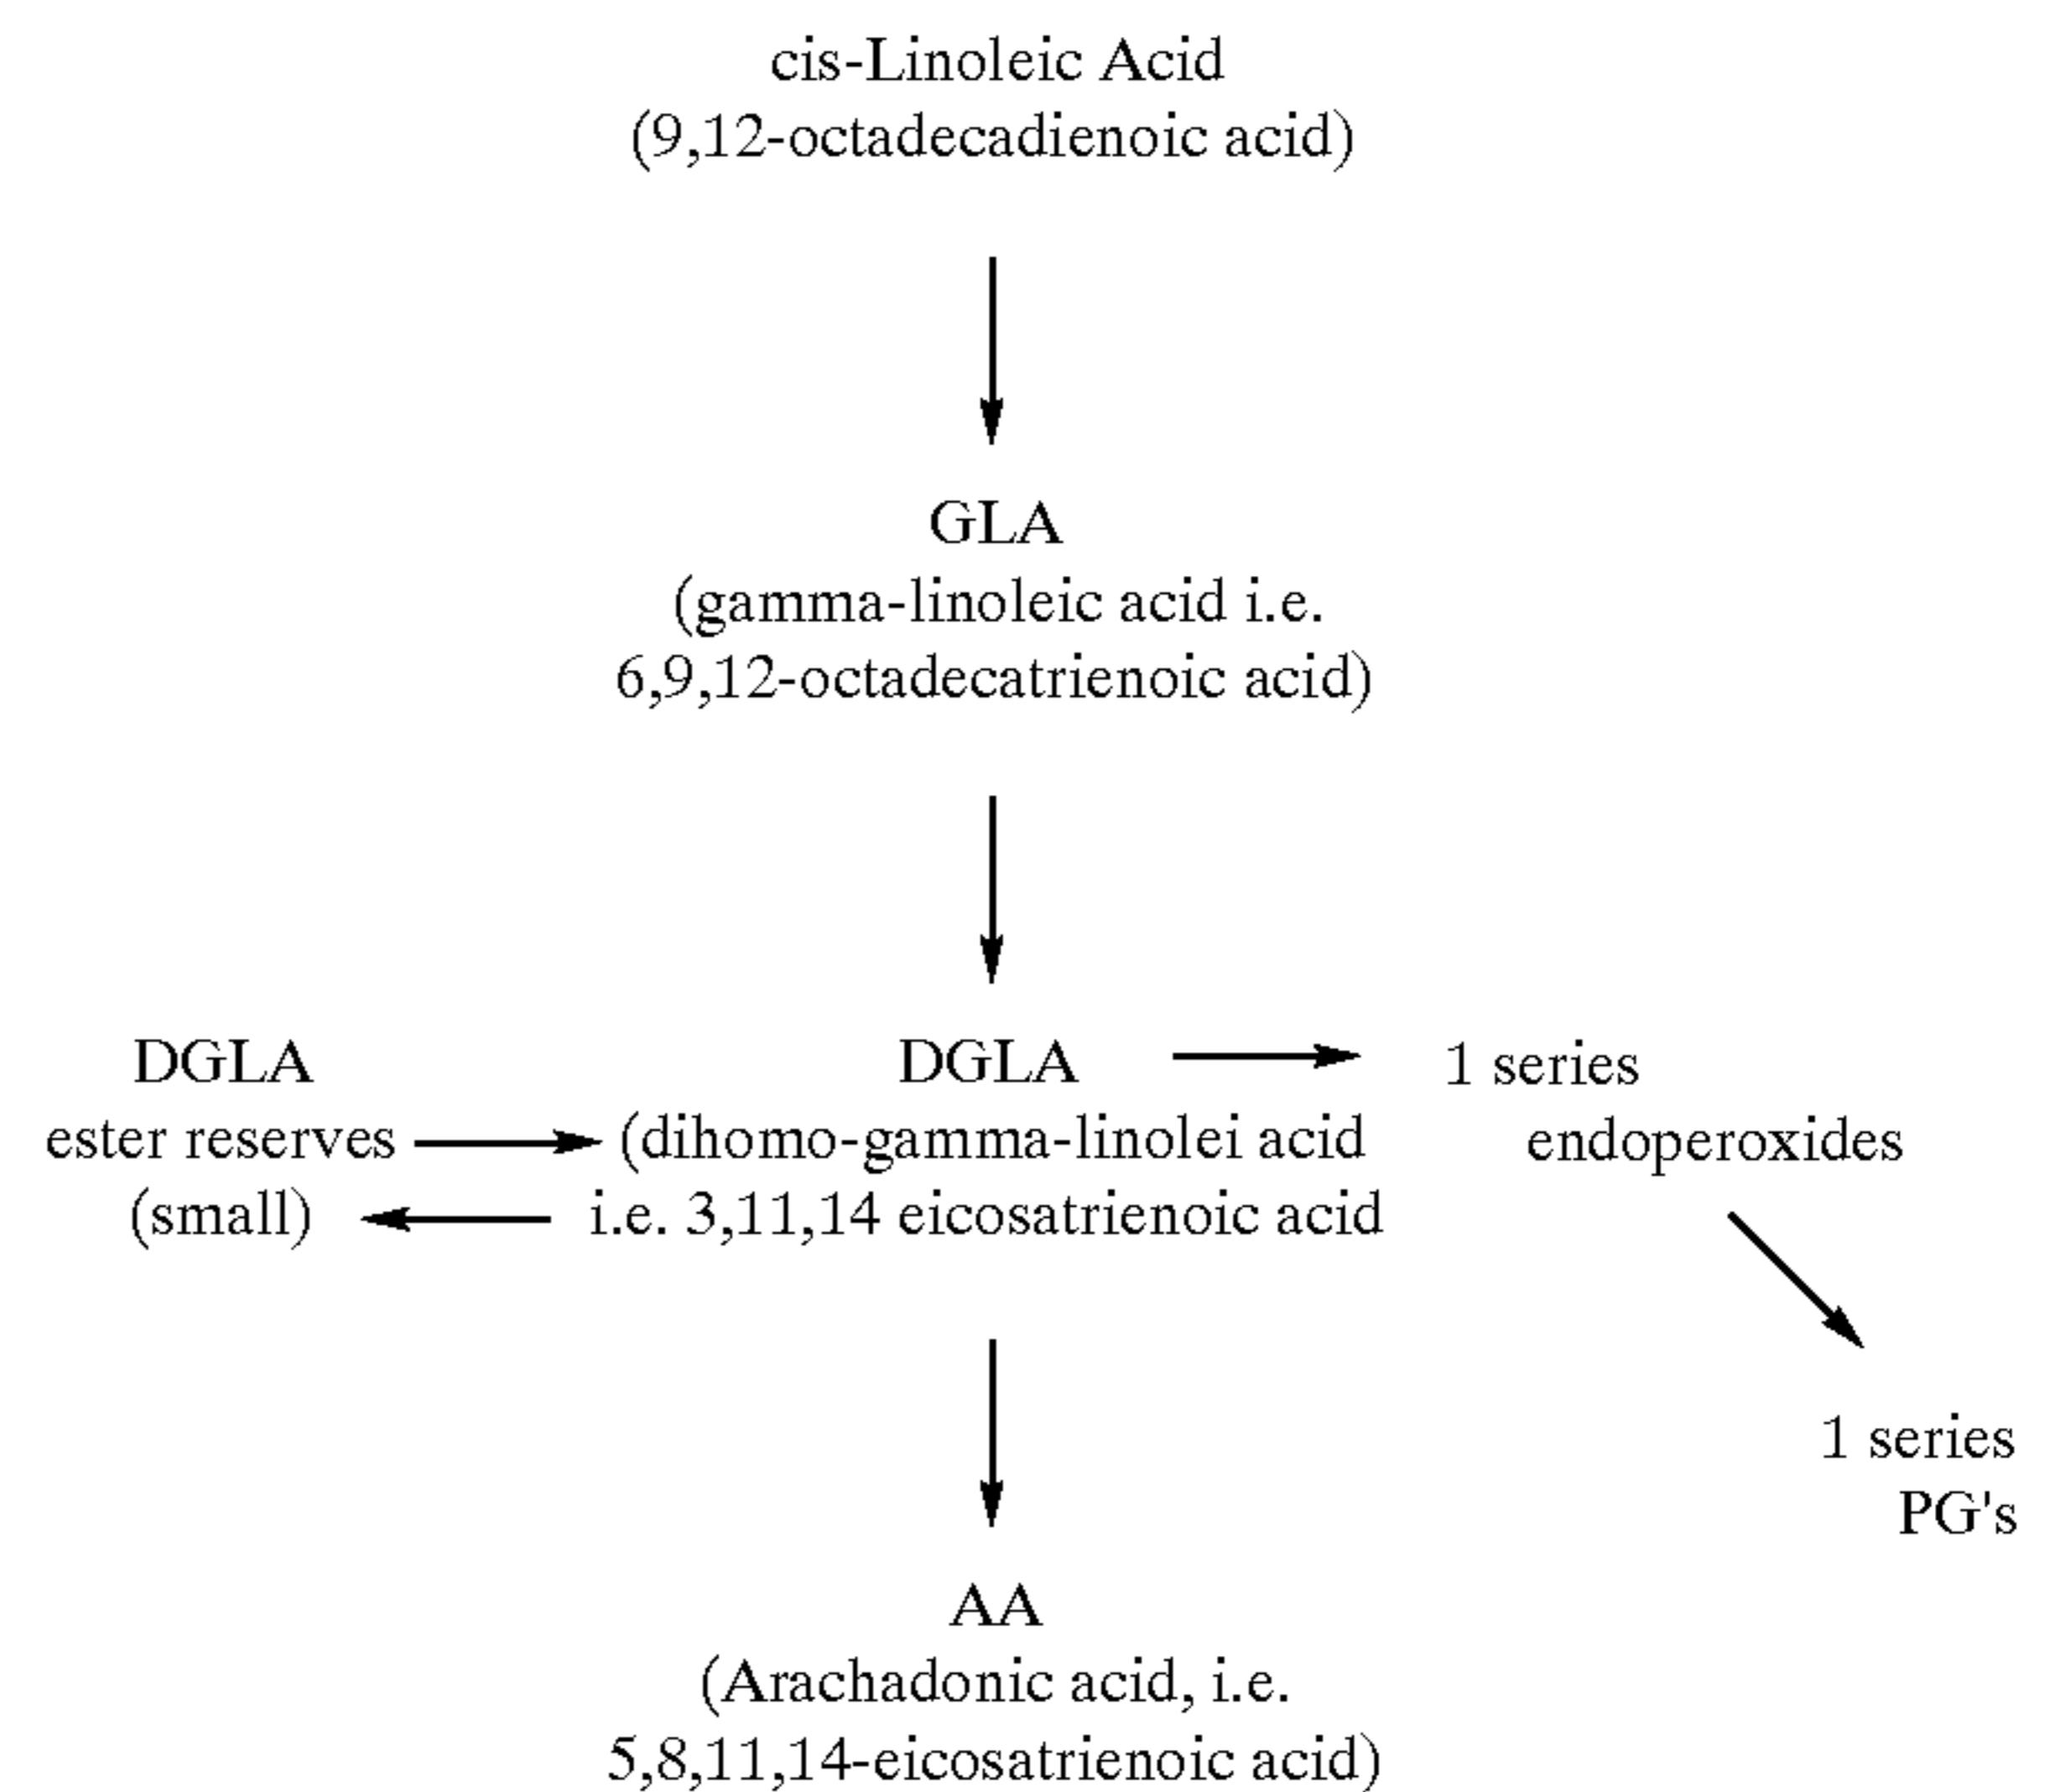 cis-Linoleic Acid
(9,12-octadecadienoic acid)
GLA
(gamma-linoleic acid i.e.
6,9,12-octadecatrienoic acid)
DGLA
ester reserves
(small)
DGLA
(dihomo-gamma-linolei acid
i.e. 3,11,14 eicosatrienoic acid
1 series
endoperoxides
1 series
PG's
AA
(Arachadonic acid, i.e.
5,8,11,14-eicosatrienoic acid)